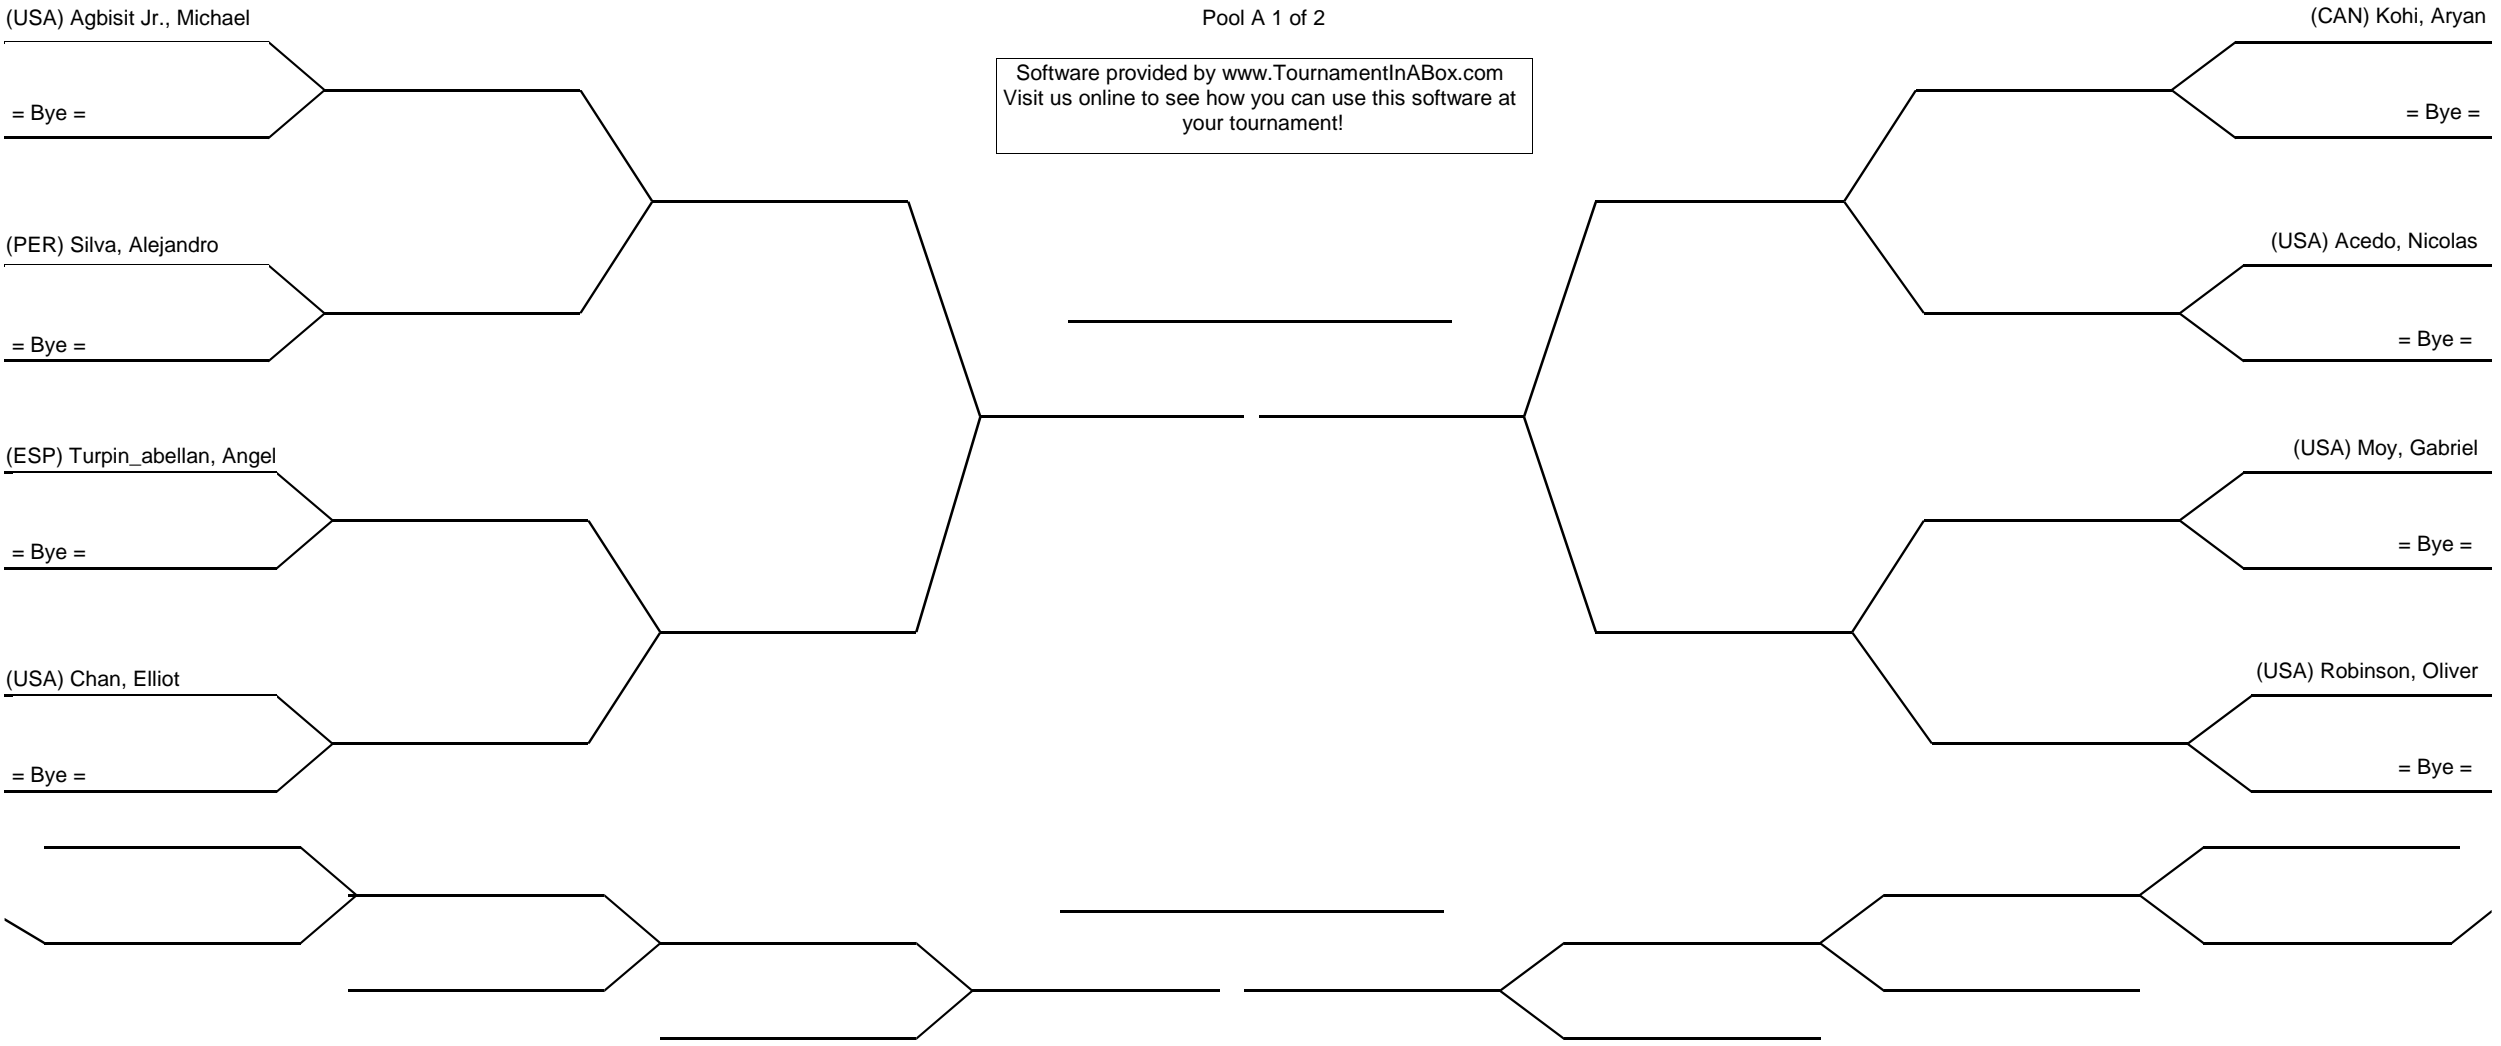 (USA) Agbisit Jr., Michael
= Bye =
(PER) Silva, Alejandro
= Bye =
(ESP) Turpin_abellan, Angel
= Bye =
(USA) Chan, Elliot
= Bye =
Pool A 1 of 2
Software provided by www.TournamentInABox.com
Visit us online to see how you can use this software at
your tournament!
(CAN) Kohi, Aryan
= Bye =
(USA) Acedo, Nicolas
= Bye =
(USA) Moy, Gabriel
= Bye =
(USA) Robinson, Oliver
= Bye =